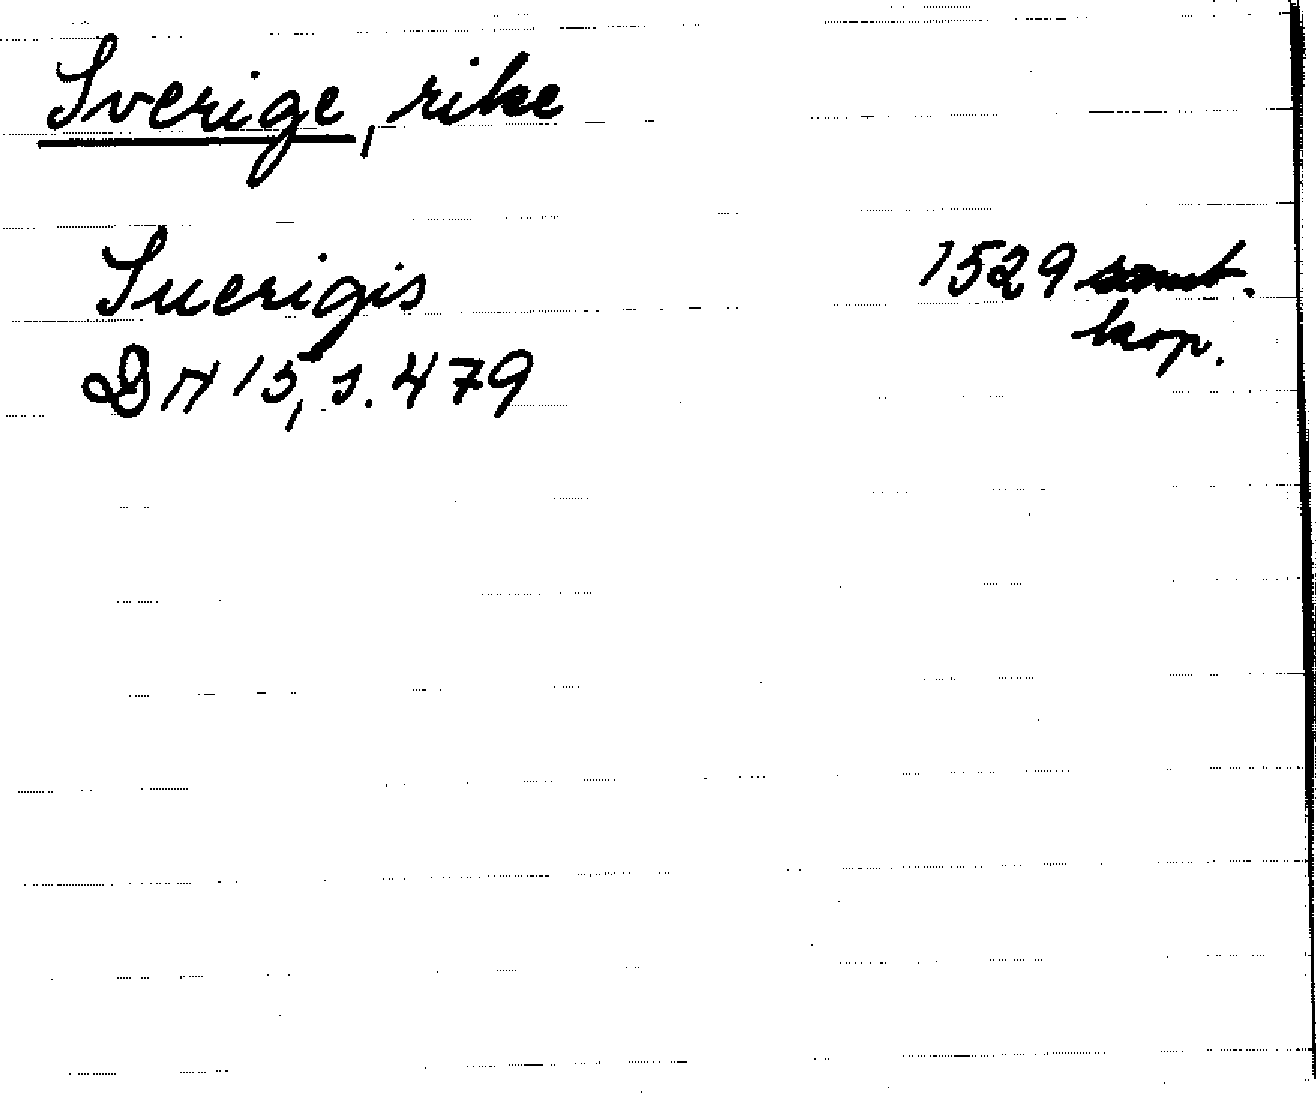 Sverige, rike
Suerigis 1529 samt.
kop.
DN 15, s. 479